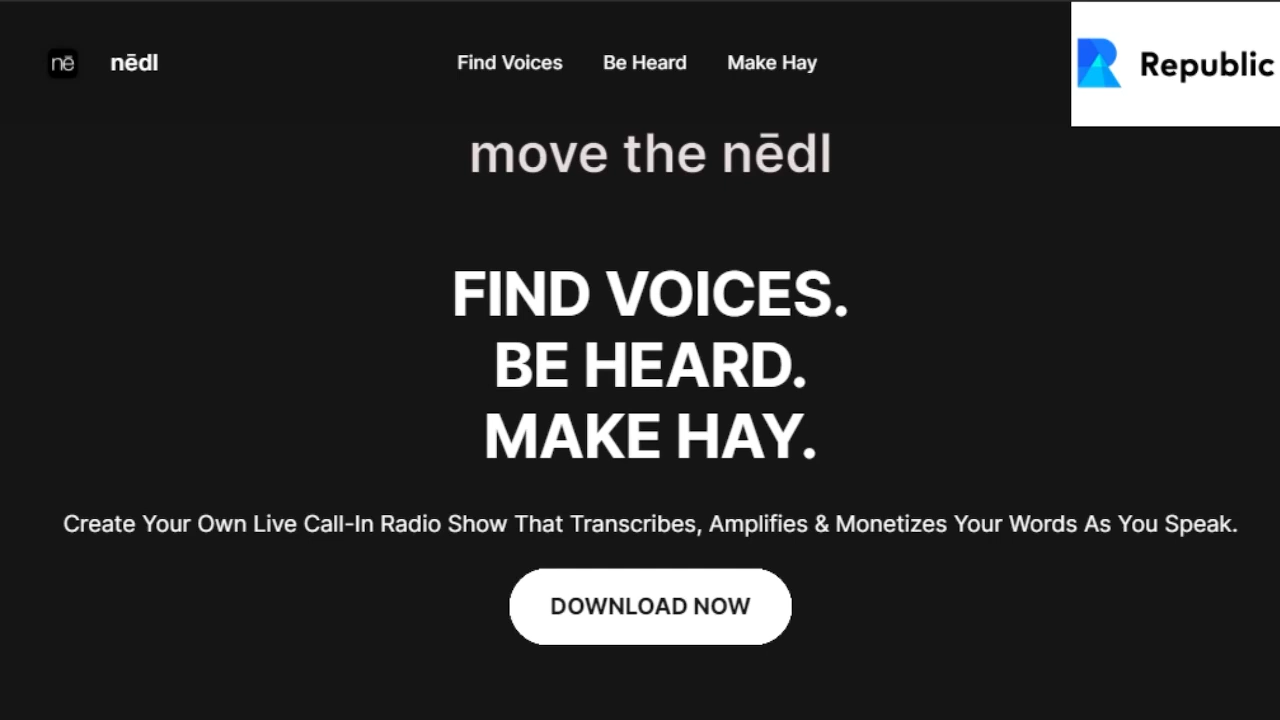 nē nēdl Find Voices Be Heard Make Hay Republic
move the nēdl
FIND VOICES.
BE HEARD.
MAKE HAY.
Create Your Own Live Call-In Radio Show That Transcribes, Amplifies & Monetizes Your Words As You Speak.
DOWNLOAD NOW